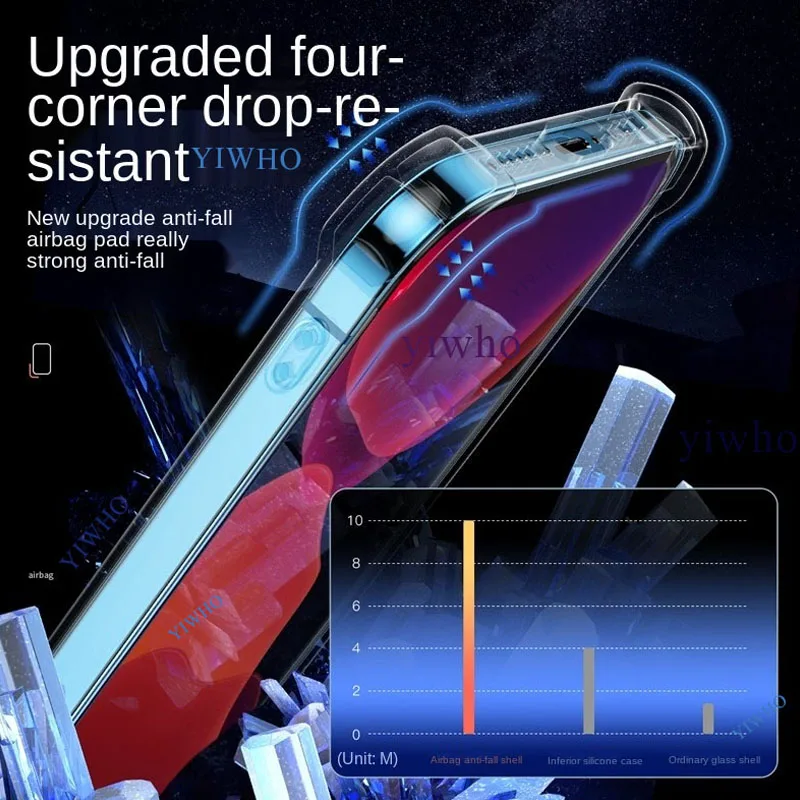 Upgraded four-
corner drop-re-
sistant YIWHO
New upgrade anti-fall
airbag pad really
strong anti-fall
yiwho
yiwho
YIWHO
airbag
YIWHO
10
8
6
4
2
0
YIWHO
(Unit: M)
Airbag anti-fall shell
Inferior silicone case
Ordinary glass shell